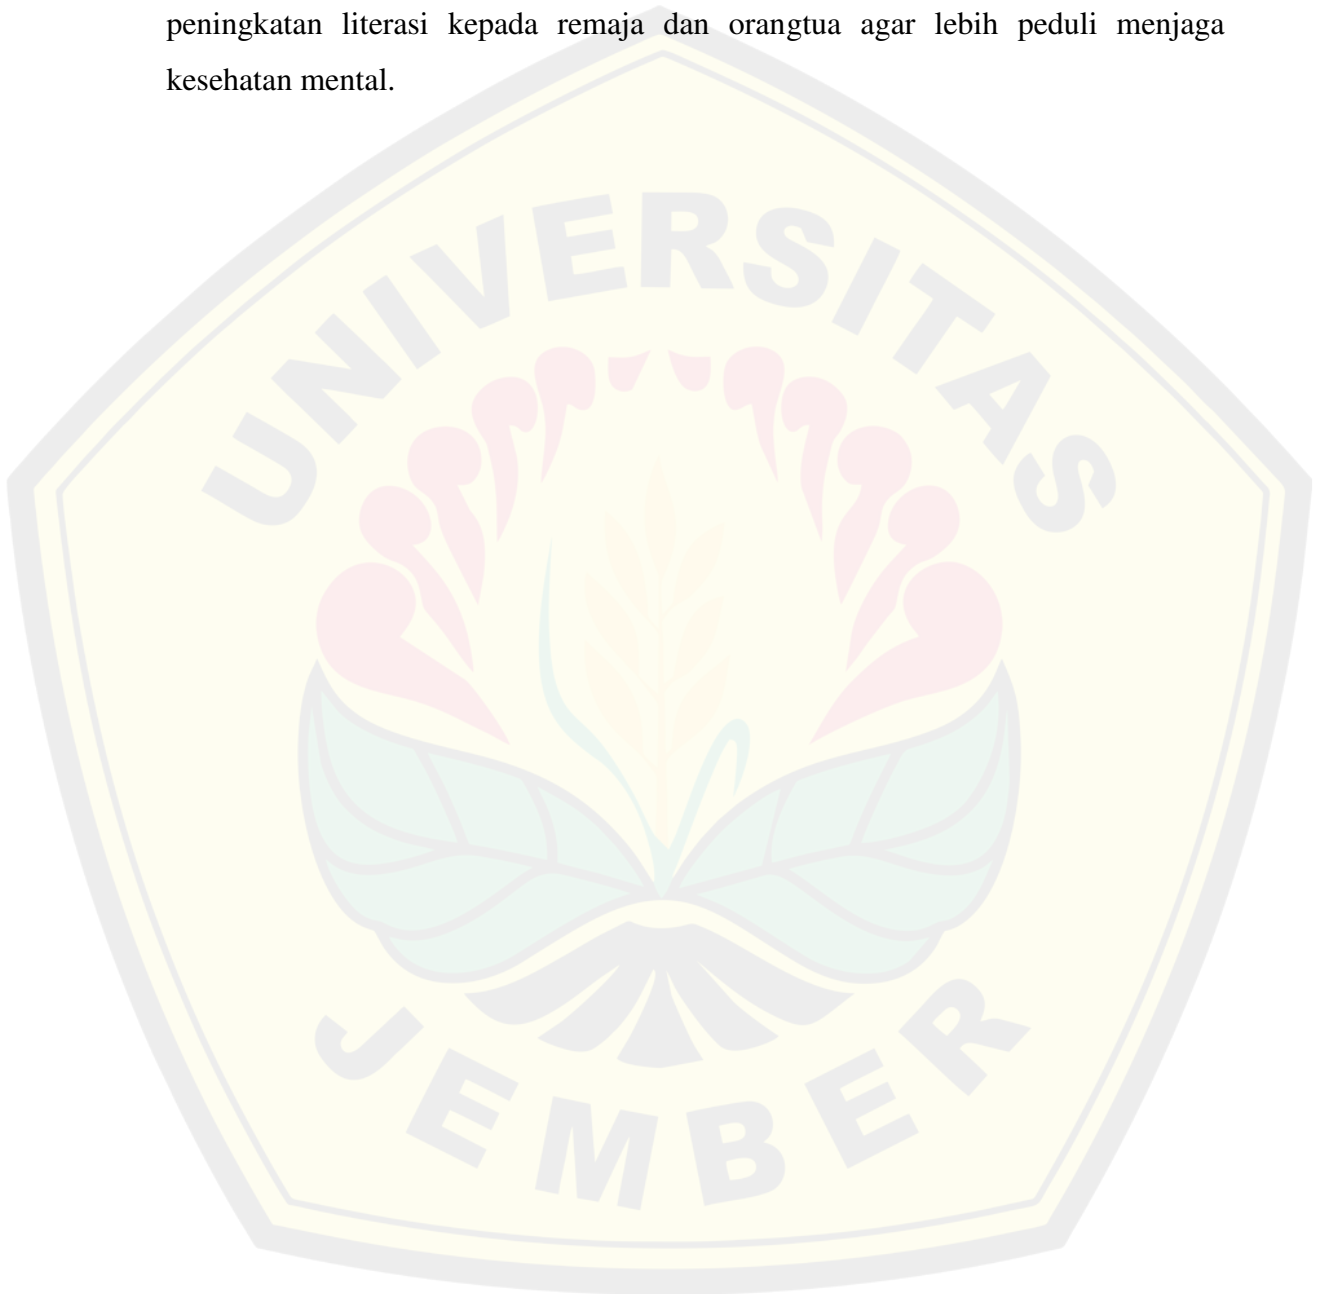 peningkatan literasi kepada remaja dan orangtua agar lebih peduli menjaga
kesehatan mental.
UNIVERSITAS
JEMBER